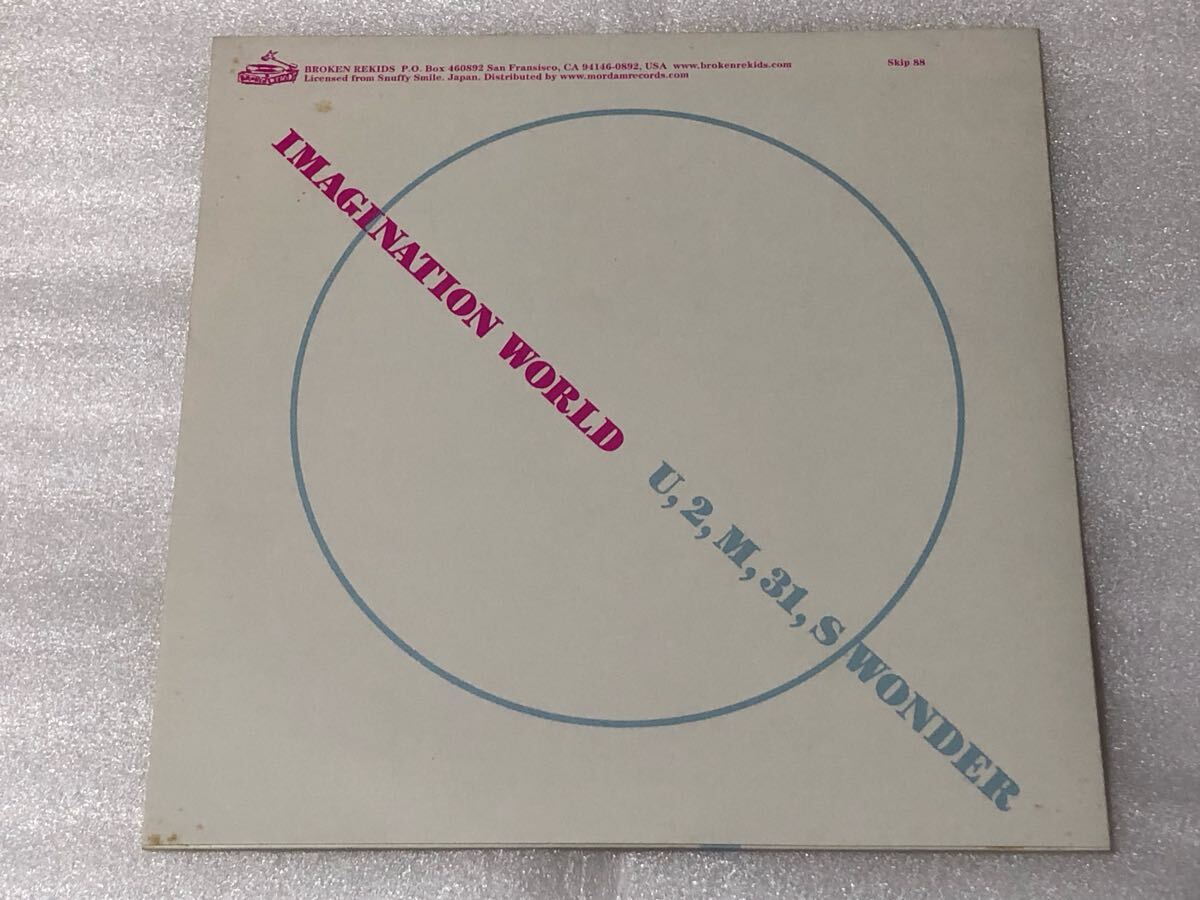 BROKEN REKIDS P.O. Box 460892 San Fransisco, CA 94146-0892, USA www.brokenrekids.com
Licensed from Snuffy Smile. Japan. Distributed by www.mordamrecords.com
Skip 88
IMAGINATION WORLD
U, 2, M, 31, S WONDER